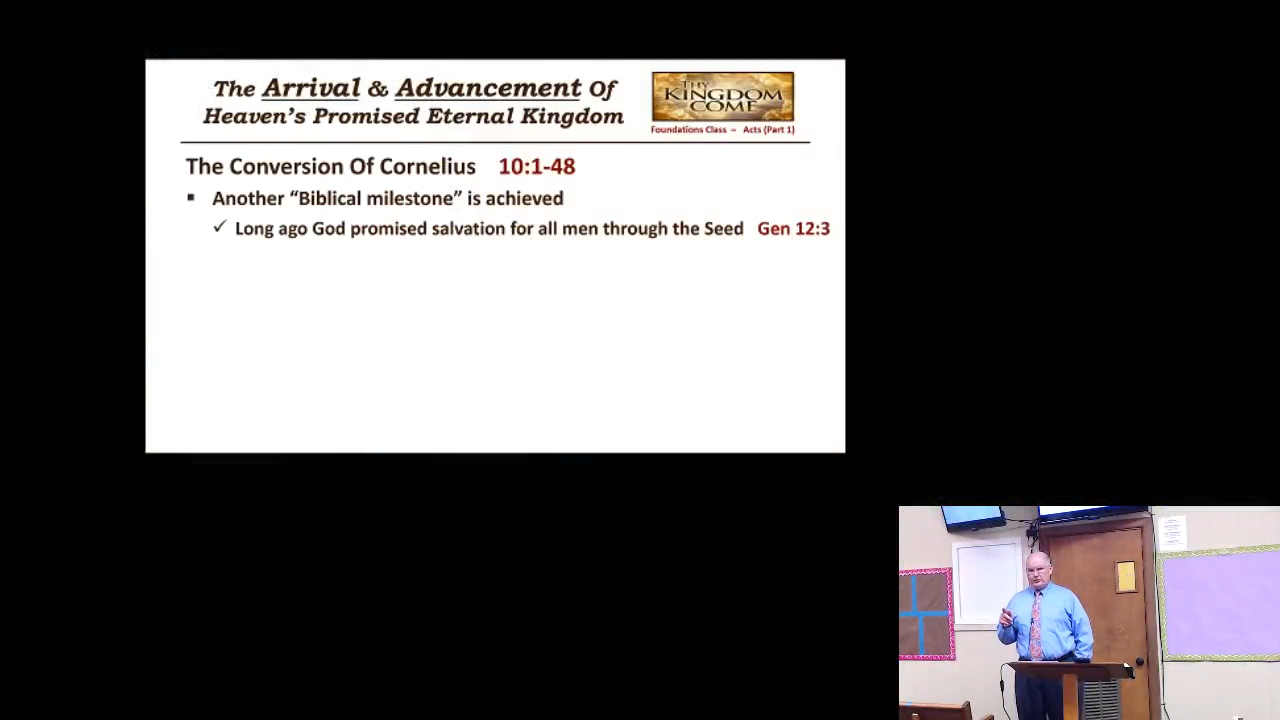 The Arrival & Advancement Of
Heaven's Promised Eternal Kingdom
THY
KINGDOM
COME
Foundations Class – Acts (Part 1)
The Conversion Of Cornelius 10:1-48
▪ Another “Biblical milestone” is achieved
✓ Long ago God promised salvation for all men through the Seed Gen 12:3